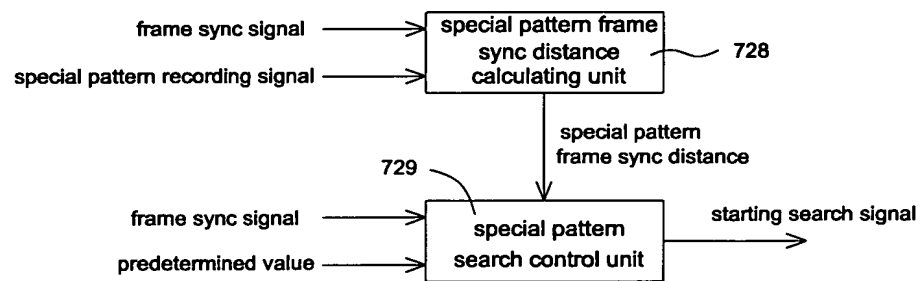 frame sync signal
special pattern recording signal
special pattern frame
sync distance
calculating unit
728
special pattern
frame sync distance
729
frame sync signal
predetermined value
special pattern
search control unit
starting search signal